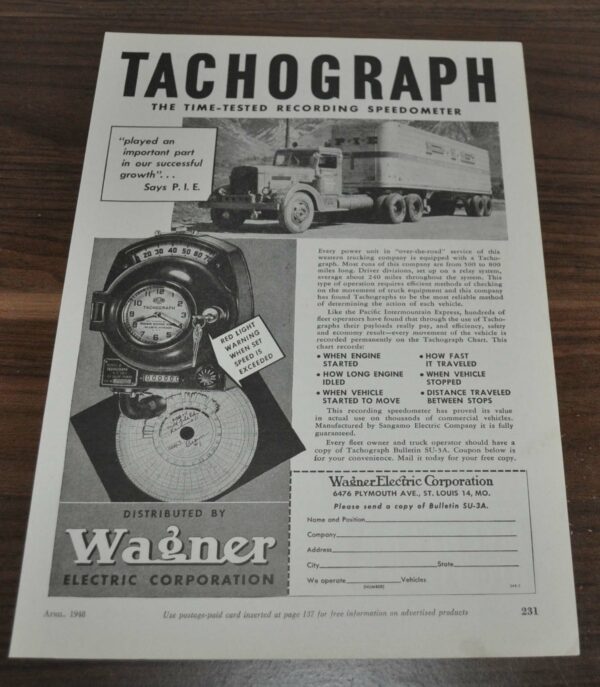 TACHOGRAPH
THE TIME-TESTED RECORDING SPEEDOMETER
"played an
important part
in our successful
growth"...
Says P. I. E.
P·I·E
P·I·E
20 30 40 50 60 70
TACHOGRAPH
RED LIGHT
WARNING
WHEN SET
SPEED IS
EXCEEDED
Every power unit in "over-the-road" service of this
western trucking company is equipped with a Tacho-
graph. Most runs of this company are from 500 to 800
miles long. Driver divisions, set up on a relay system,
average about 240 miles throughout the system. This
type of operation requires efficient methods of checking
on the movement of truck equipment and this company
has found Tachographs to be the most reliable method
of determining the action of each vehicle.
Like the Pacific Intermountain Express, hundreds of
fleet operators have found that through the use of Tacho-
graphs their payloads really pay, and efficiency, safety
and economy result—every movement of the vehicle is
recorded permanently on the Tachograph Chart. This
chart records:
• WHEN ENGINE
STARTED
• HOW LONG ENGINE
IDLED
• WHEN VEHICLE
STARTED TO MOVE
• HOW FAST
IT TRAVELED
• WHEN VEHICLE
STOPPED
• DISTANCE TRAVELED
BETWEEN STOPS
This recording speedometer has proved its value
in actual use on thousands of commercial vehicles.
Manufactured by Sangamo Electric Company it is fully
guaranteed.
Every fleet owner and truck operator should have a
copy of Tachograph Bulletin SU-3A. Coupon below is
for your convenience. Mail it today for your free copy.
DISTRIBUTED BY
Wagner
ELECTRIC CORPORATION
Wagner Electric Corporation
6476 PLYMOUTH AVE., ST. LOUIS 14, MO.
Please send a copy of Bulletin SU-3A.
Name and Position
Company
Address
City State
We operate Vehicles
(NUMBER)
April, 1948
Use postage-paid card inserted at page 137 for free information on advertised products
231